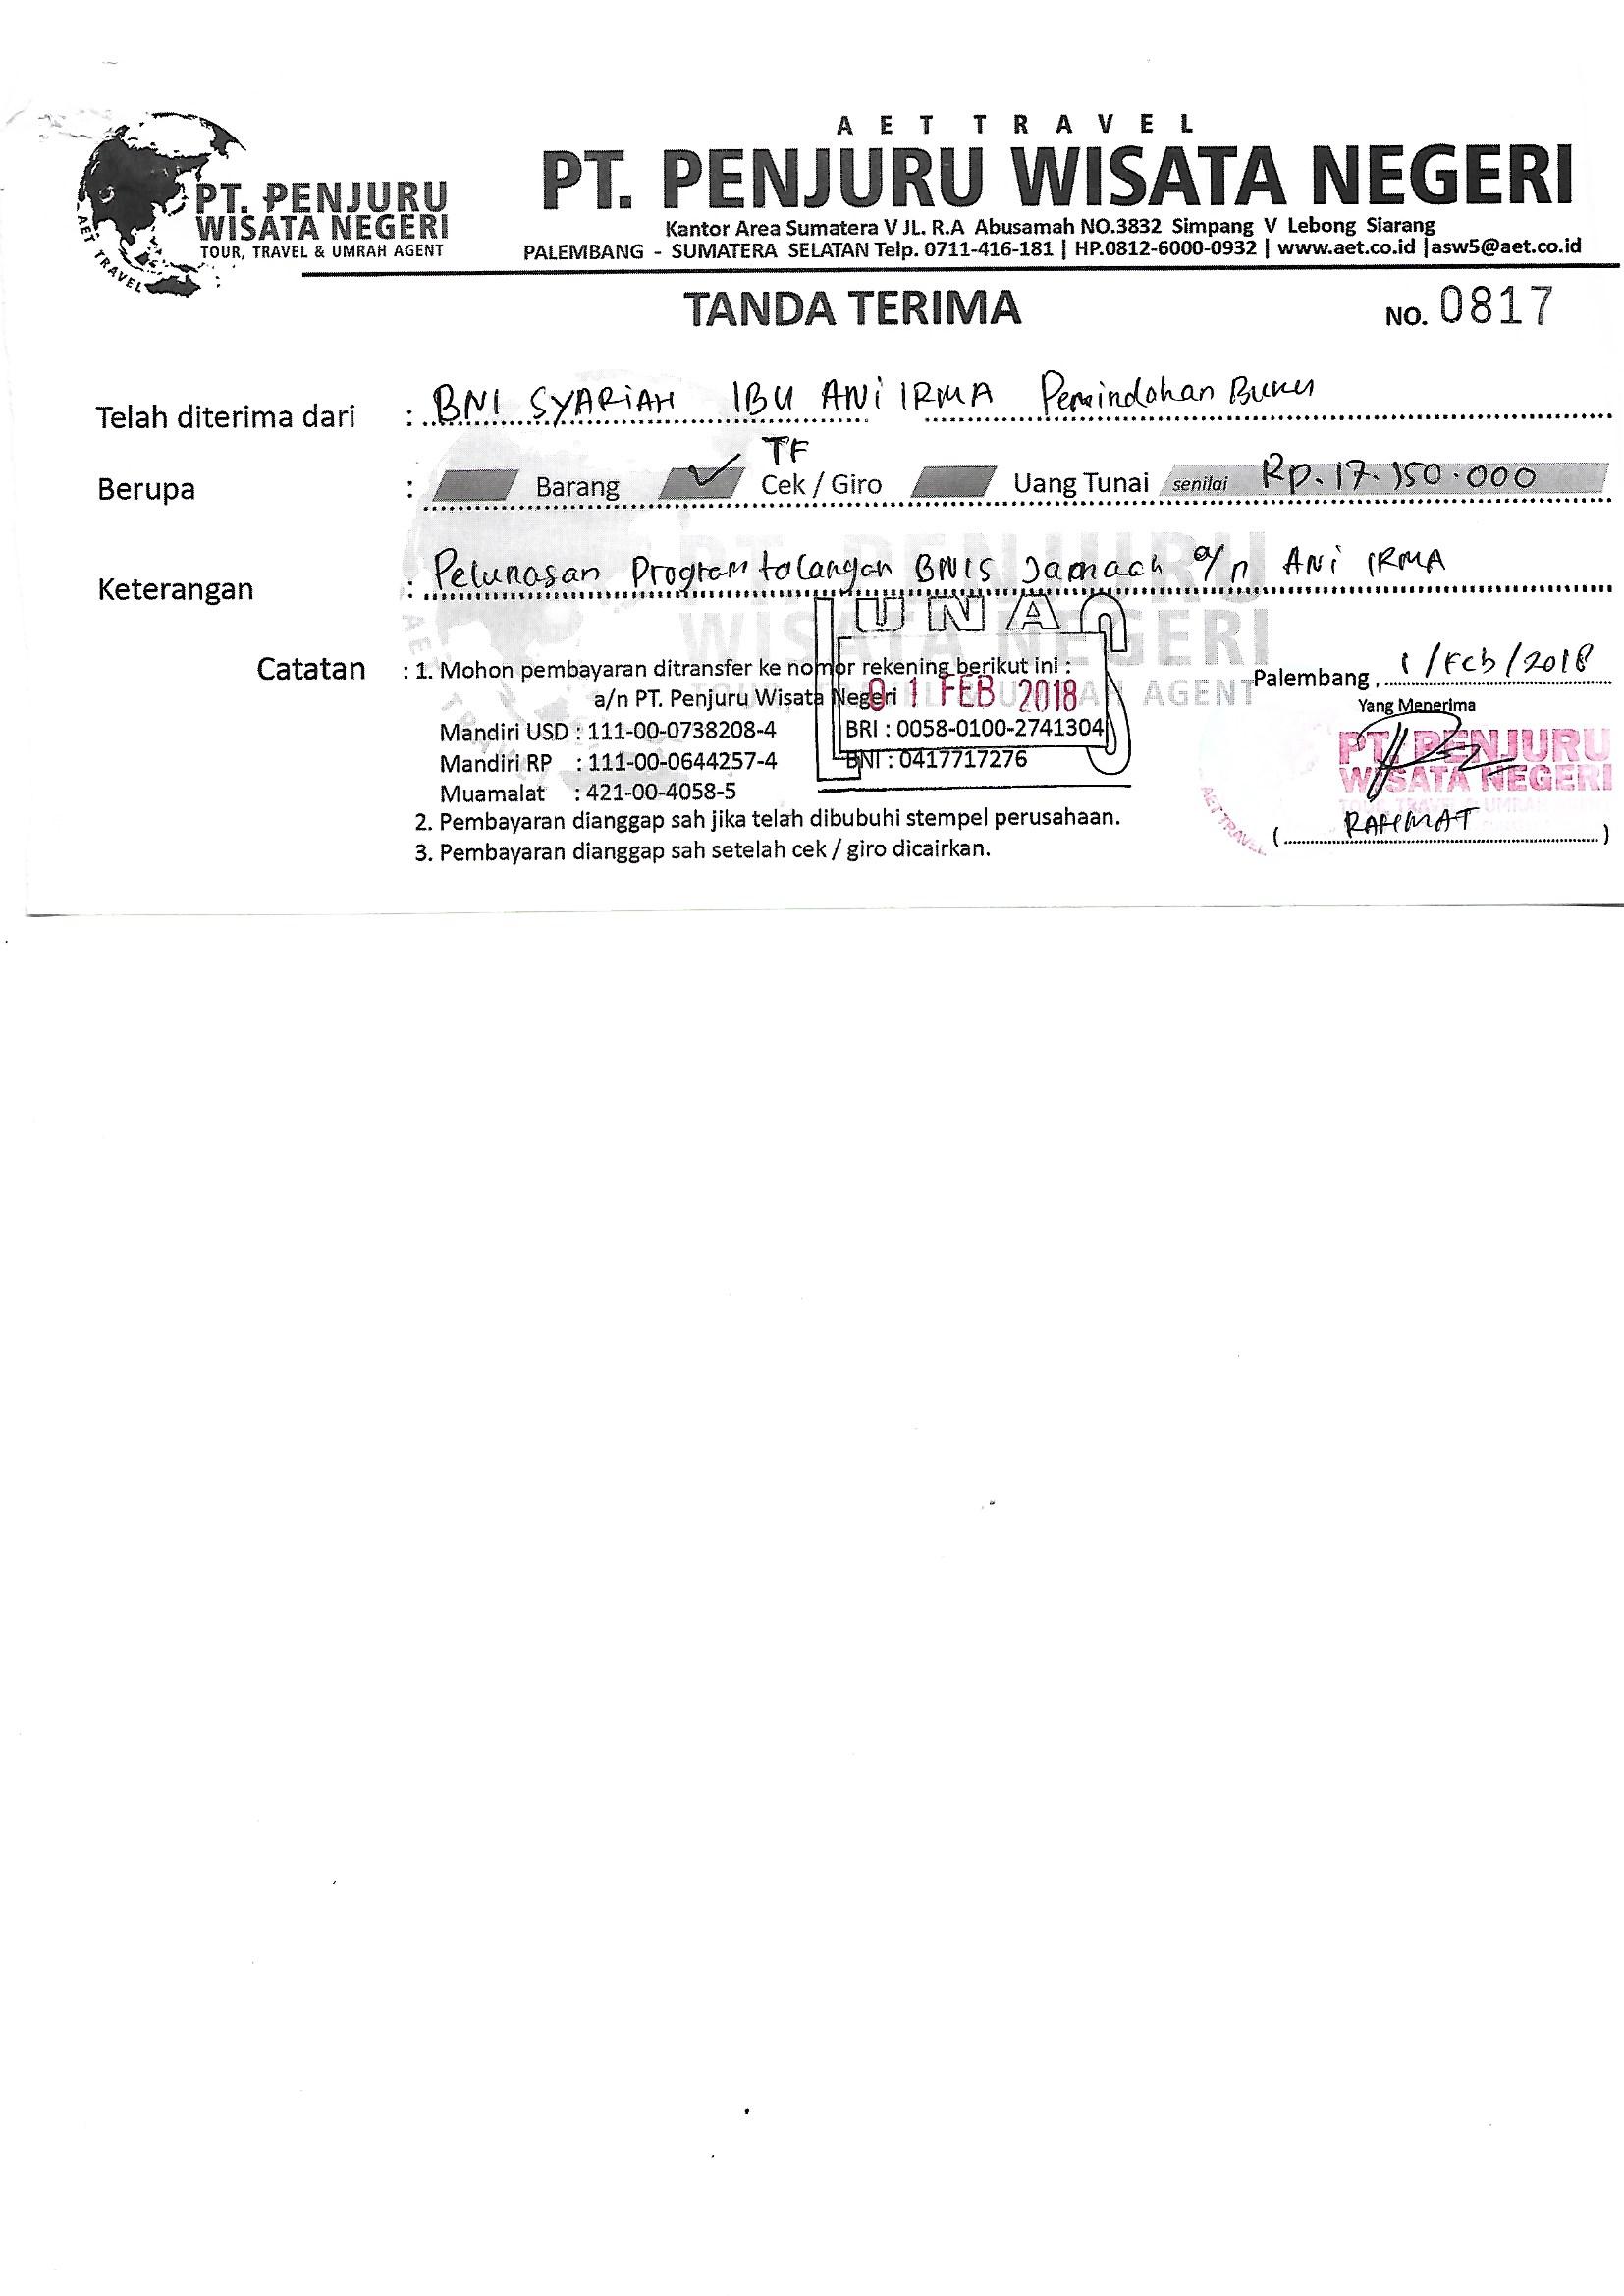 AET TRAVEL
PT. PENJURU WISATA NEGERI
PT. PENJURU
WISATA NEGERI
TOUR, TRAVEL & UMRAH AGENT
AET TRAVEL
Kantor Area Sumatera V JL. R.A Abusamah NO.3832 Simpang V Lebong Siarang
PALEMBANG - SUMATERA SELATAN Telp. 0711-416-181 | HP.0812-6000-0932 | www.aet.co.id |asw5@aet.co.id
TANDA TERIMA
NO. 0817
Telah diterima dari : BNI SYARIAH IBU ANI IRMA Pemindahan
TF
Berupa : Barang Cek / Giro Uang Tunai senilai Rp. 17.150.000
Keterangan : Pelunasan Program talangan BNIS Jamaah a/n ANI IRMA
LUNAS
01 FEB 2018
Catatan : 1. Mohon pembayaran ditransfer ke nomor rekening berikut ini :
a/n PT. Penjuru Wisata Negeri
Mandiri USD : 111-00-0738208-4 BRI : 0058-0100-2741304
Mandiri RP : 111-00-0644257-4 BNI : 0417717276
Muamalat : 421-00-4058-5
2. Pembayaran dianggap sah jika telah dibubuhi stempel perusahaan.
3. Pembayaran dianggap sah setelah cek / giro dicairkan.
Palembang, 1/Feb/2018
Yang Menerima
PT. PENJURU
WISATA NEGERI
AET TRAVEL
(RAHMAT)